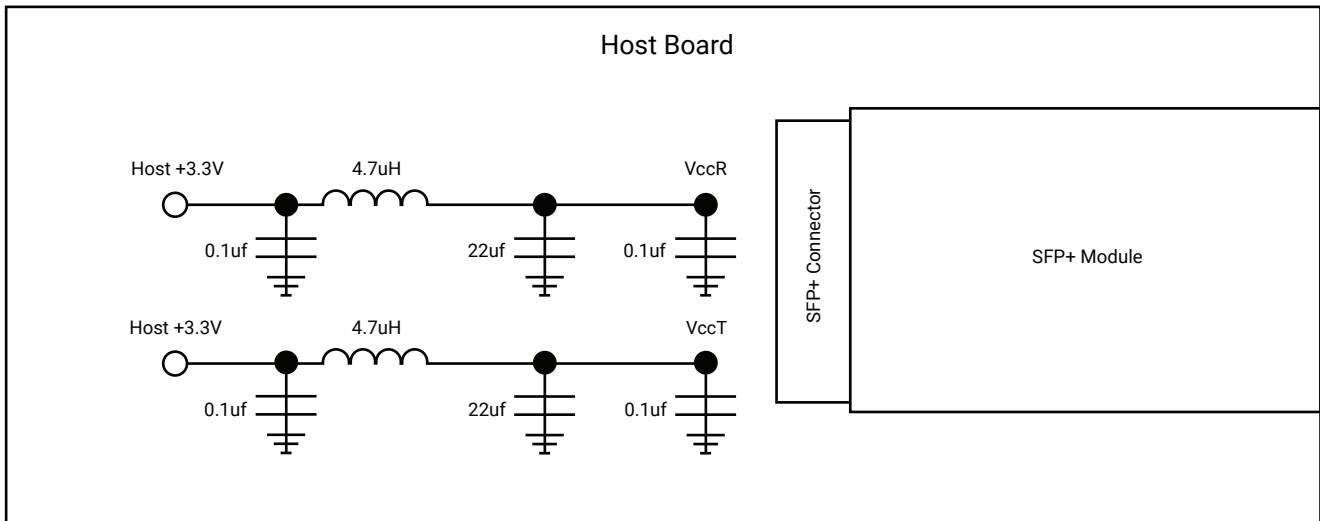 Host Board
Host +3.3V
4.7uH
VccR
0.1uf
22uf
0.1uf
Host +3.3V
4.7uH
VccT
0.1uf
22uf
0.1uf
SFP+ Connector
SFP+ Module